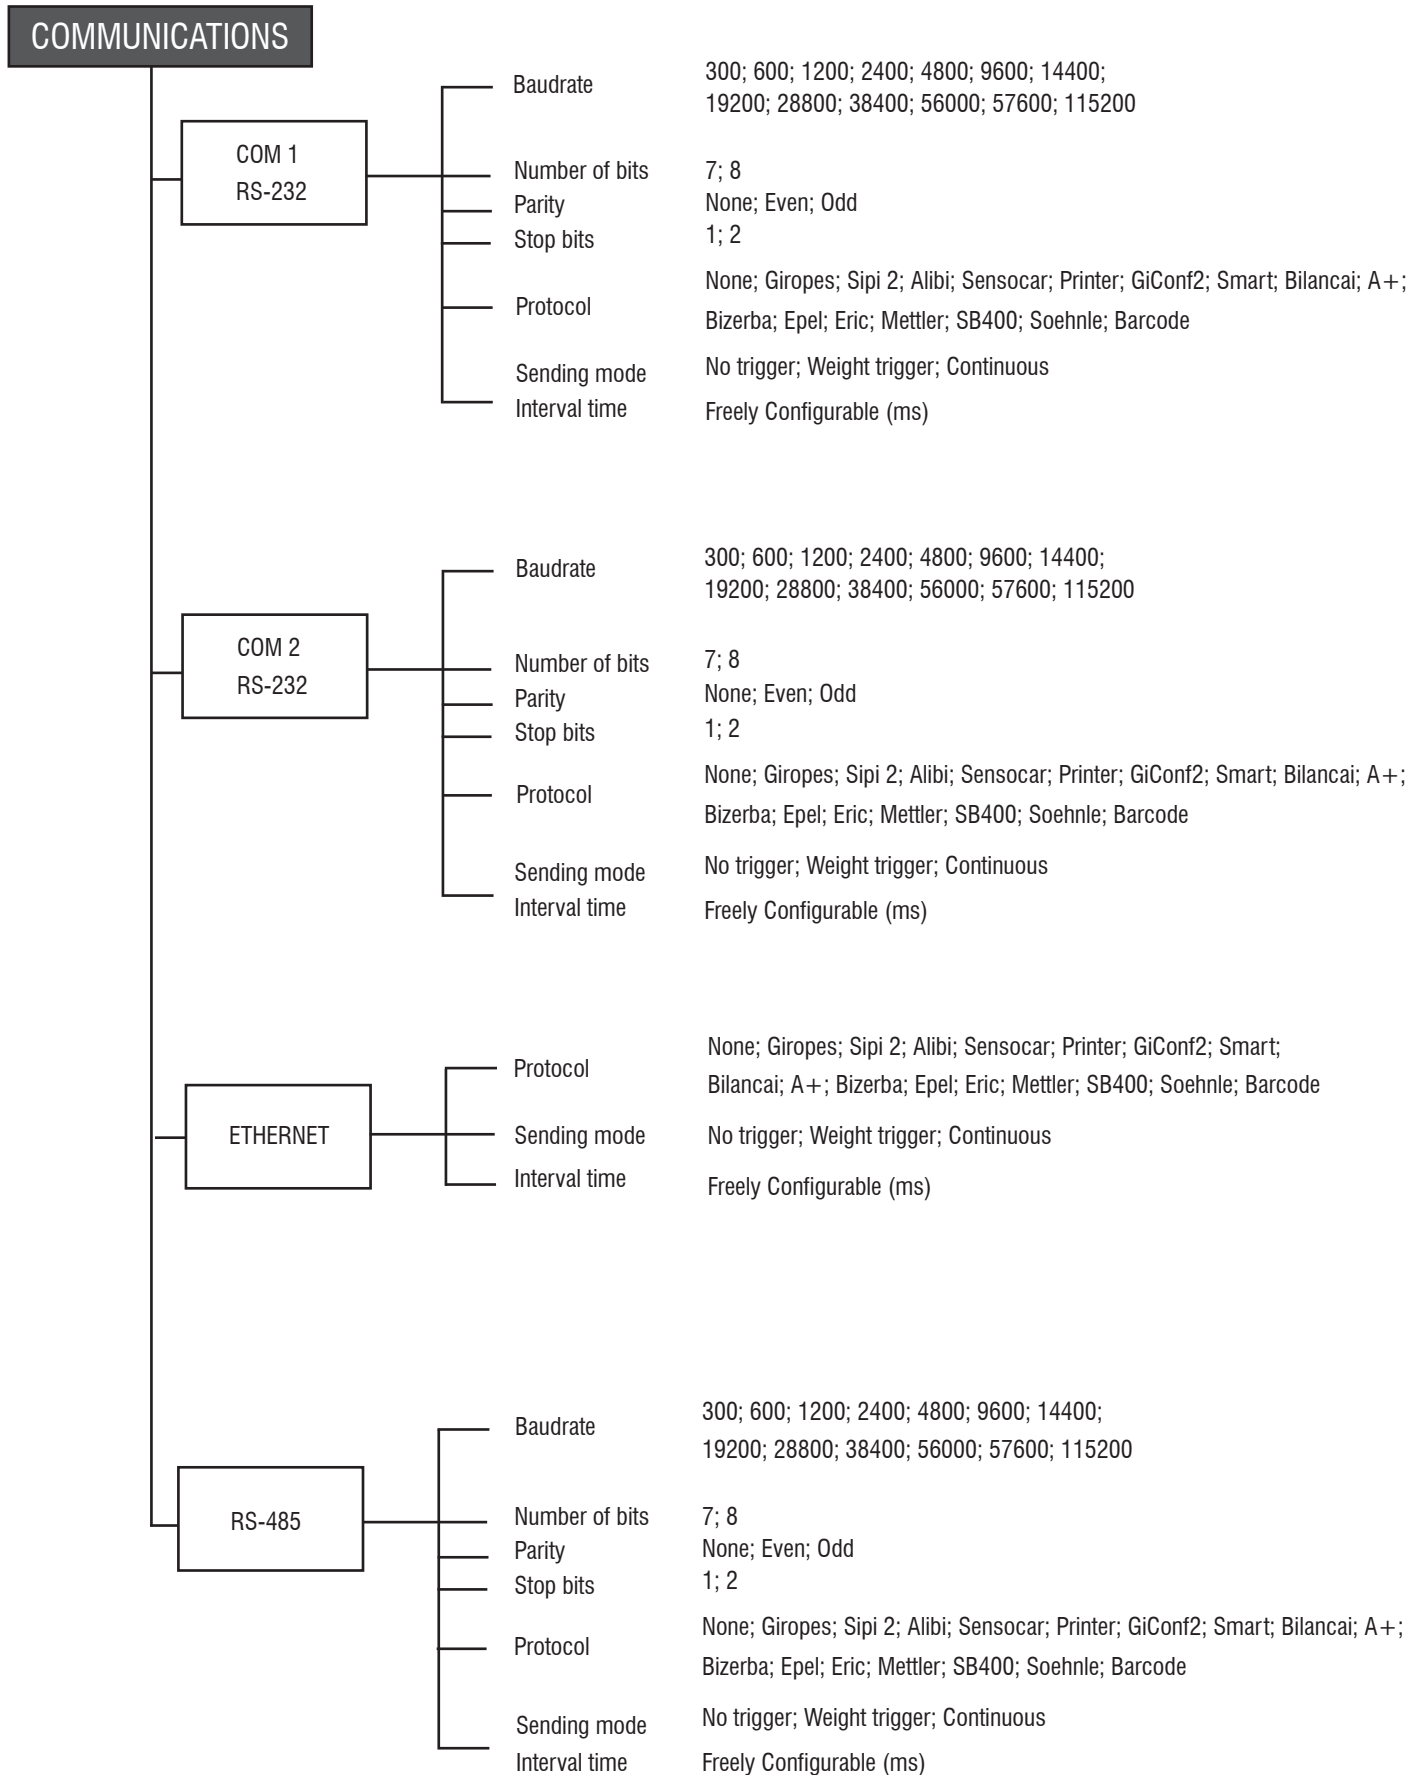 COMMUNICATIONS
Baudrate 300; 600; 1200; 2400; 4800; 9600; 14400;
19200; 28800; 38400; 56000; 57600; 115200
COM 1
RS-232
Number of bits 7; 8
Parity None; Even; Odd
Stop bits 1; 2
None; Giropes; Sipi 2; Alibi; Sensocar; Printer; GiConf2; Smart; Bilancai; A+;
Protocol
Bizerba; Epel; Eric; Mettler; SB400; Soehnle; Barcode
Sending mode No trigger; Weight trigger; Continuous
Interval time Freely Configurable (ms)
Baudrate 300; 600; 1200; 2400; 4800; 9600; 14400;
19200; 28800; 38400; 56000; 57600; 115200
COM 2
RS-232
Number of bits 7; 8
Parity None; Even; Odd
Stop bits 1; 2
None; Giropes; Sipi 2; Alibi; Sensocar; Printer; GiConf2; Smart; Bilancai; A+;
Protocol
Bizerba; Epel; Eric; Mettler; SB400; Soehnle; Barcode
Sending mode No trigger; Weight trigger; Continuous
Interval time Freely Configurable (ms)
None; Giropes; Sipi 2; Alibi; Sensocar; Printer; GiConf2; Smart;
Protocol
Bilancai; A+; Bizerba; Epel; Eric; Mettler; SB400; Soehnle; Barcode
ETHERNET
Sending mode No trigger; Weight trigger; Continuous
Interval time Freely Configurable (ms)
Baudrate 300; 600; 1200; 2400; 4800; 9600; 14400;
19200; 28800; 38400; 56000; 57600; 115200
RS-485
Number of bits 7; 8
Parity None; Even; Odd
Stop bits 1; 2
None; Giropes; Sipi 2; Alibi; Sensocar; Printer; GiConf2; Smart; Bilancai; A+;
Protocol
Bizerba; Epel; Eric; Mettler; SB400; Soehnle; Barcode
Sending mode No trigger; Weight trigger; Continuous
Interval time Freely Configurable (ms)